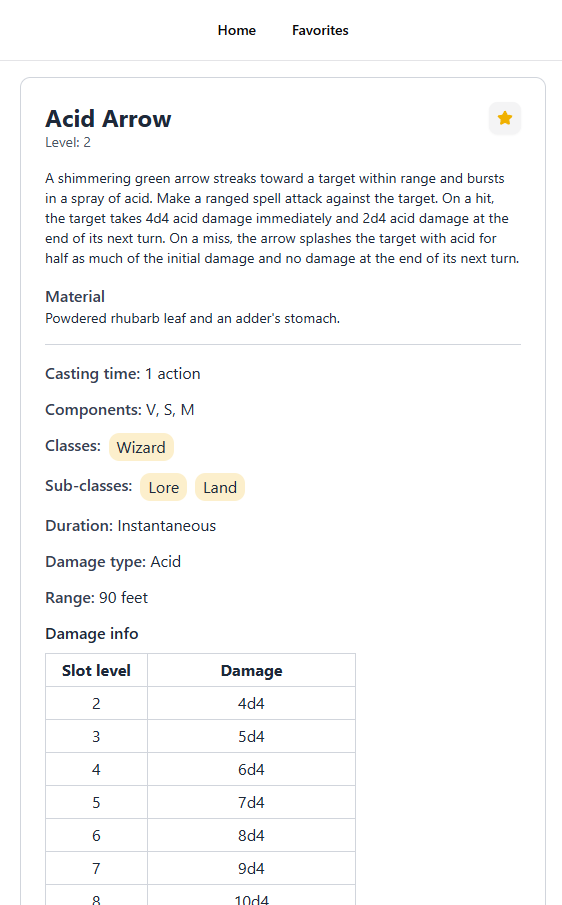 Home Favorites
Acid Arrow
Level: 2
A shimmering green arrow streaks toward a target within range and bursts
in a spray of acid. Make a ranged spell attack against the target. On a hit,
the target takes 4d4 acid damage immediately and 2d4 acid damage at the
end of its next turn. On a miss, the arrow splashes the target with acid for
half as much of the initial damage and no damage at the end of its next turn.
Material
Powdered rhubarb leaf and an adder's stomach.
Casting time: 1 action
Components: V, S, M
Classes: Wizard
Sub-classes: Lore Land
Duration: Instantaneous
Damage type: Acid
Range: 90 feet
Damage info
Slot level Damage
2 4d4
3 5d4
4 6d4
5 7d4
6 8d4
7 9d4
8 10d4